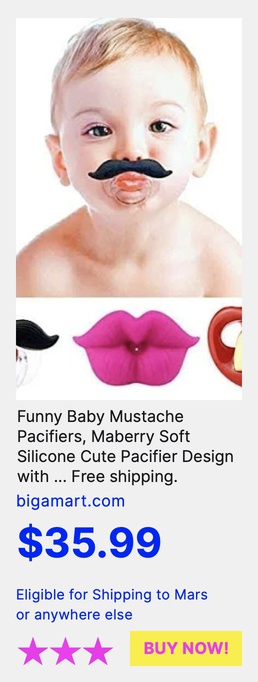 Funny Baby Mustache
Pacifiers, Maberry Soft
Silicone Cute Pacifier Design
with ... Free shipping.
bigamart.com
$35.99
Eligible for Shipping to Mars
or anywhere else
BUY NOW!